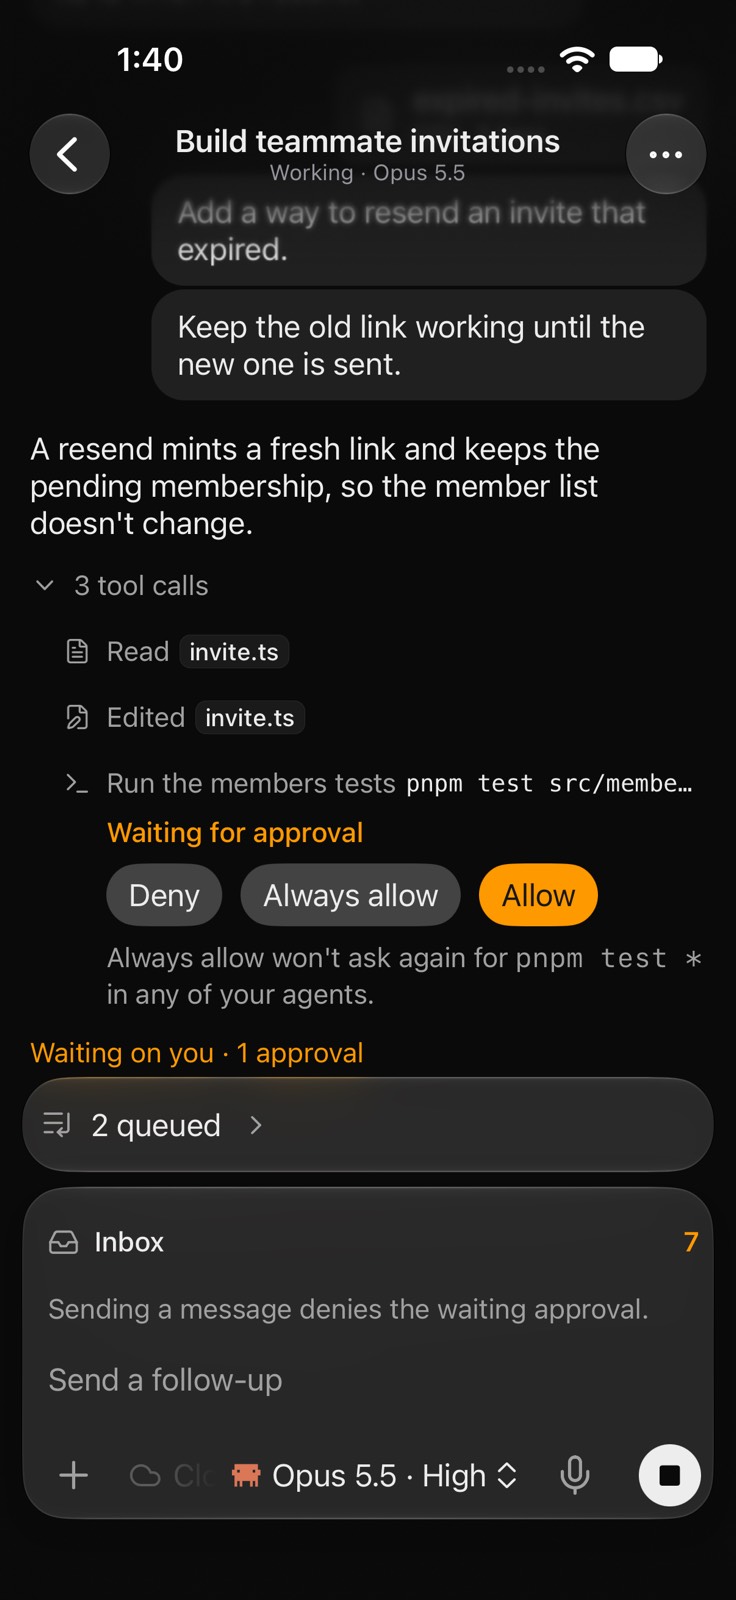 1:40
expired-invites.csv
Build teammate invitations
Working · Opus 5.5
Add a way to resend an invite that
expired.
Keep the old link working until the
new one is sent.
A resend mints a fresh link and keeps the
pending membership, so the member list
doesn't change.
3 tool calls
Read invite.ts
Edited invite.ts
Run the members tests pnpm test src/membe…
Waiting for approval
Deny Always allow Allow
Always allow won't ask again for pnpm test *
in any of your agents.
Waiting on you · 1 approval
2 queued
Inbox 7
Sending a message denies the waiting approval.
Send a follow-up
Opus 5.5 · High